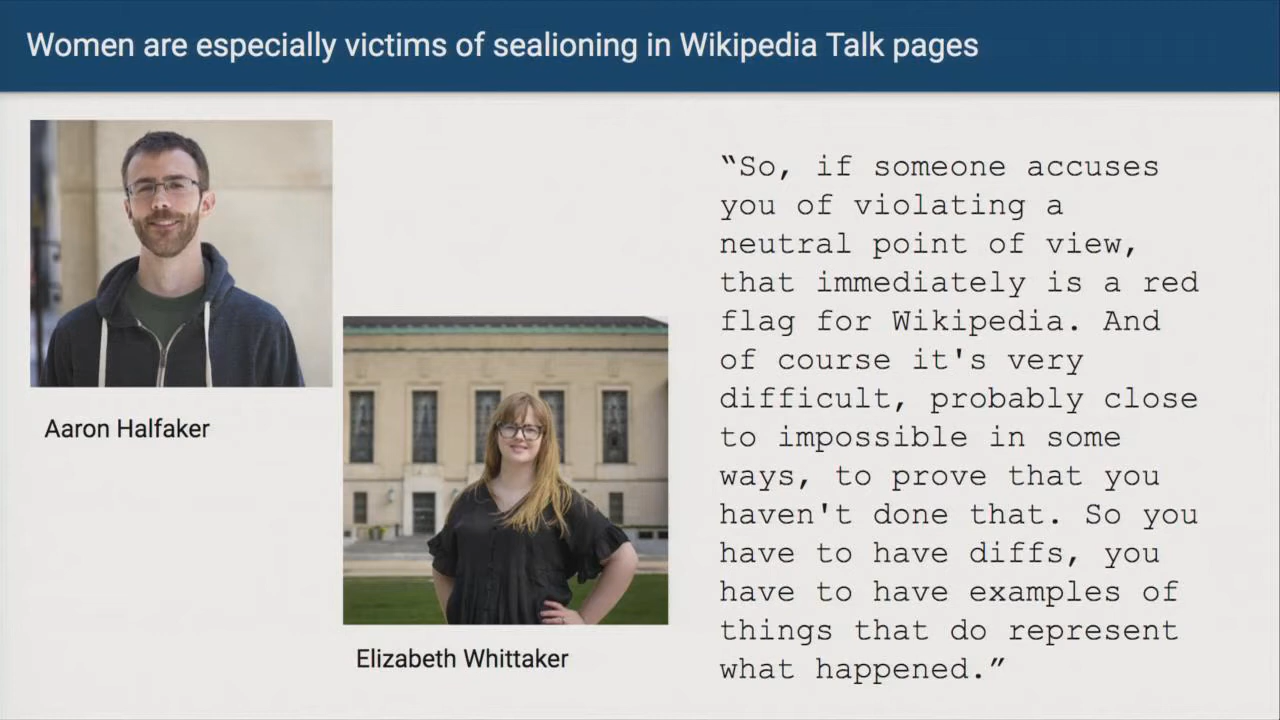 Women are especially victims of sealioning in Wikipedia Talk pages
Aaron Halfaker
Elizabeth Whittaker
“So, if someone accuses
you of violating a
neutral point of view,
that immediately is a red
flag for Wikipedia. And
of course it's very
difficult, probably close
to impossible in some
ways, to prove that you
haven't done that. So you
have to have diffs, you
have to have examples of
things that do represent
what happened.”